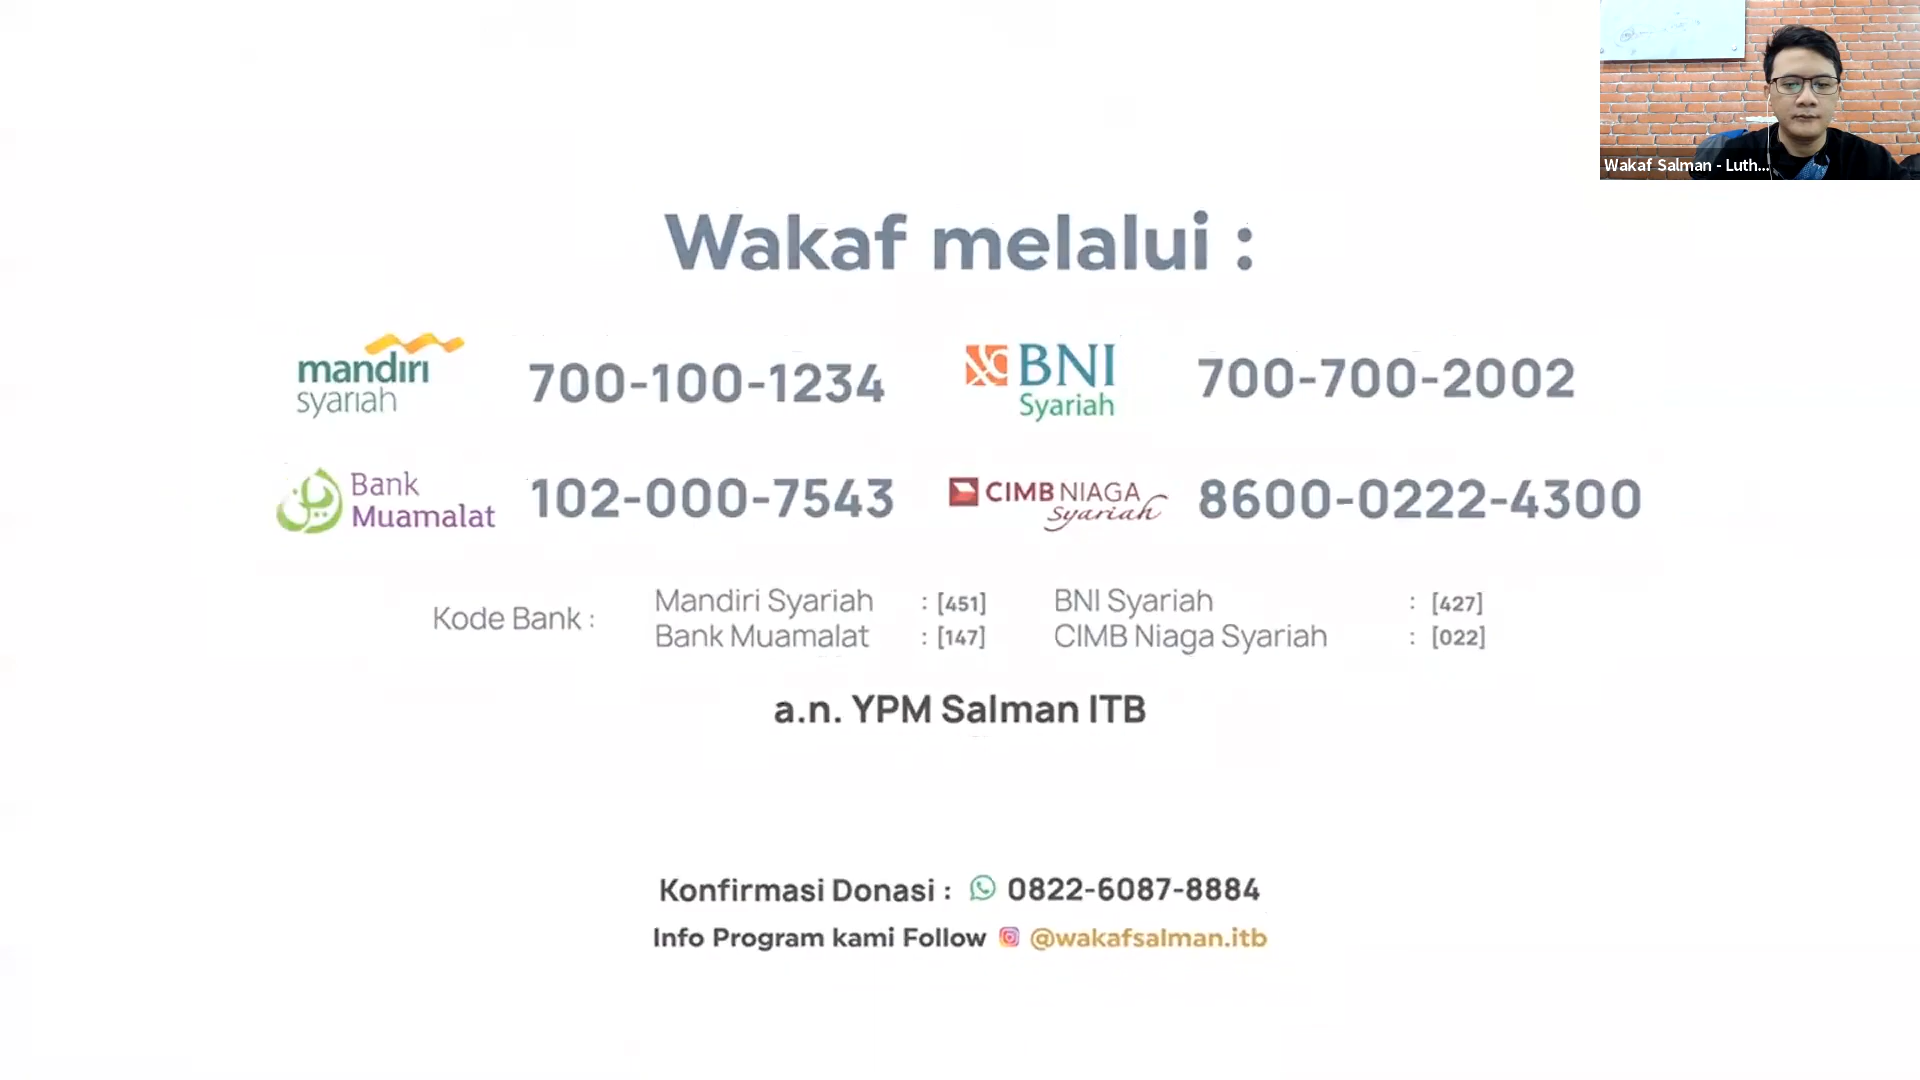 Wakaf Salman - Luth...
Wakaf melalui :
mandiri
syariah
700-100-1234
BNI
Syariah
700-700-2002
Bank
Muamalat
102-000-7543
CIMB NIAGA
Syariah
8600-0222-4300
Kode Bank :
Mandiri Syariah : [451]
BNI Syariah : [427]
Bank Muamalat : [147]
CIMB Niaga Syariah : [022]
a.n. YPM Salman ITB
Konfirmasi Donasi : 0822-6087-8884
Info Program kami Follow @wakafsalman.itb